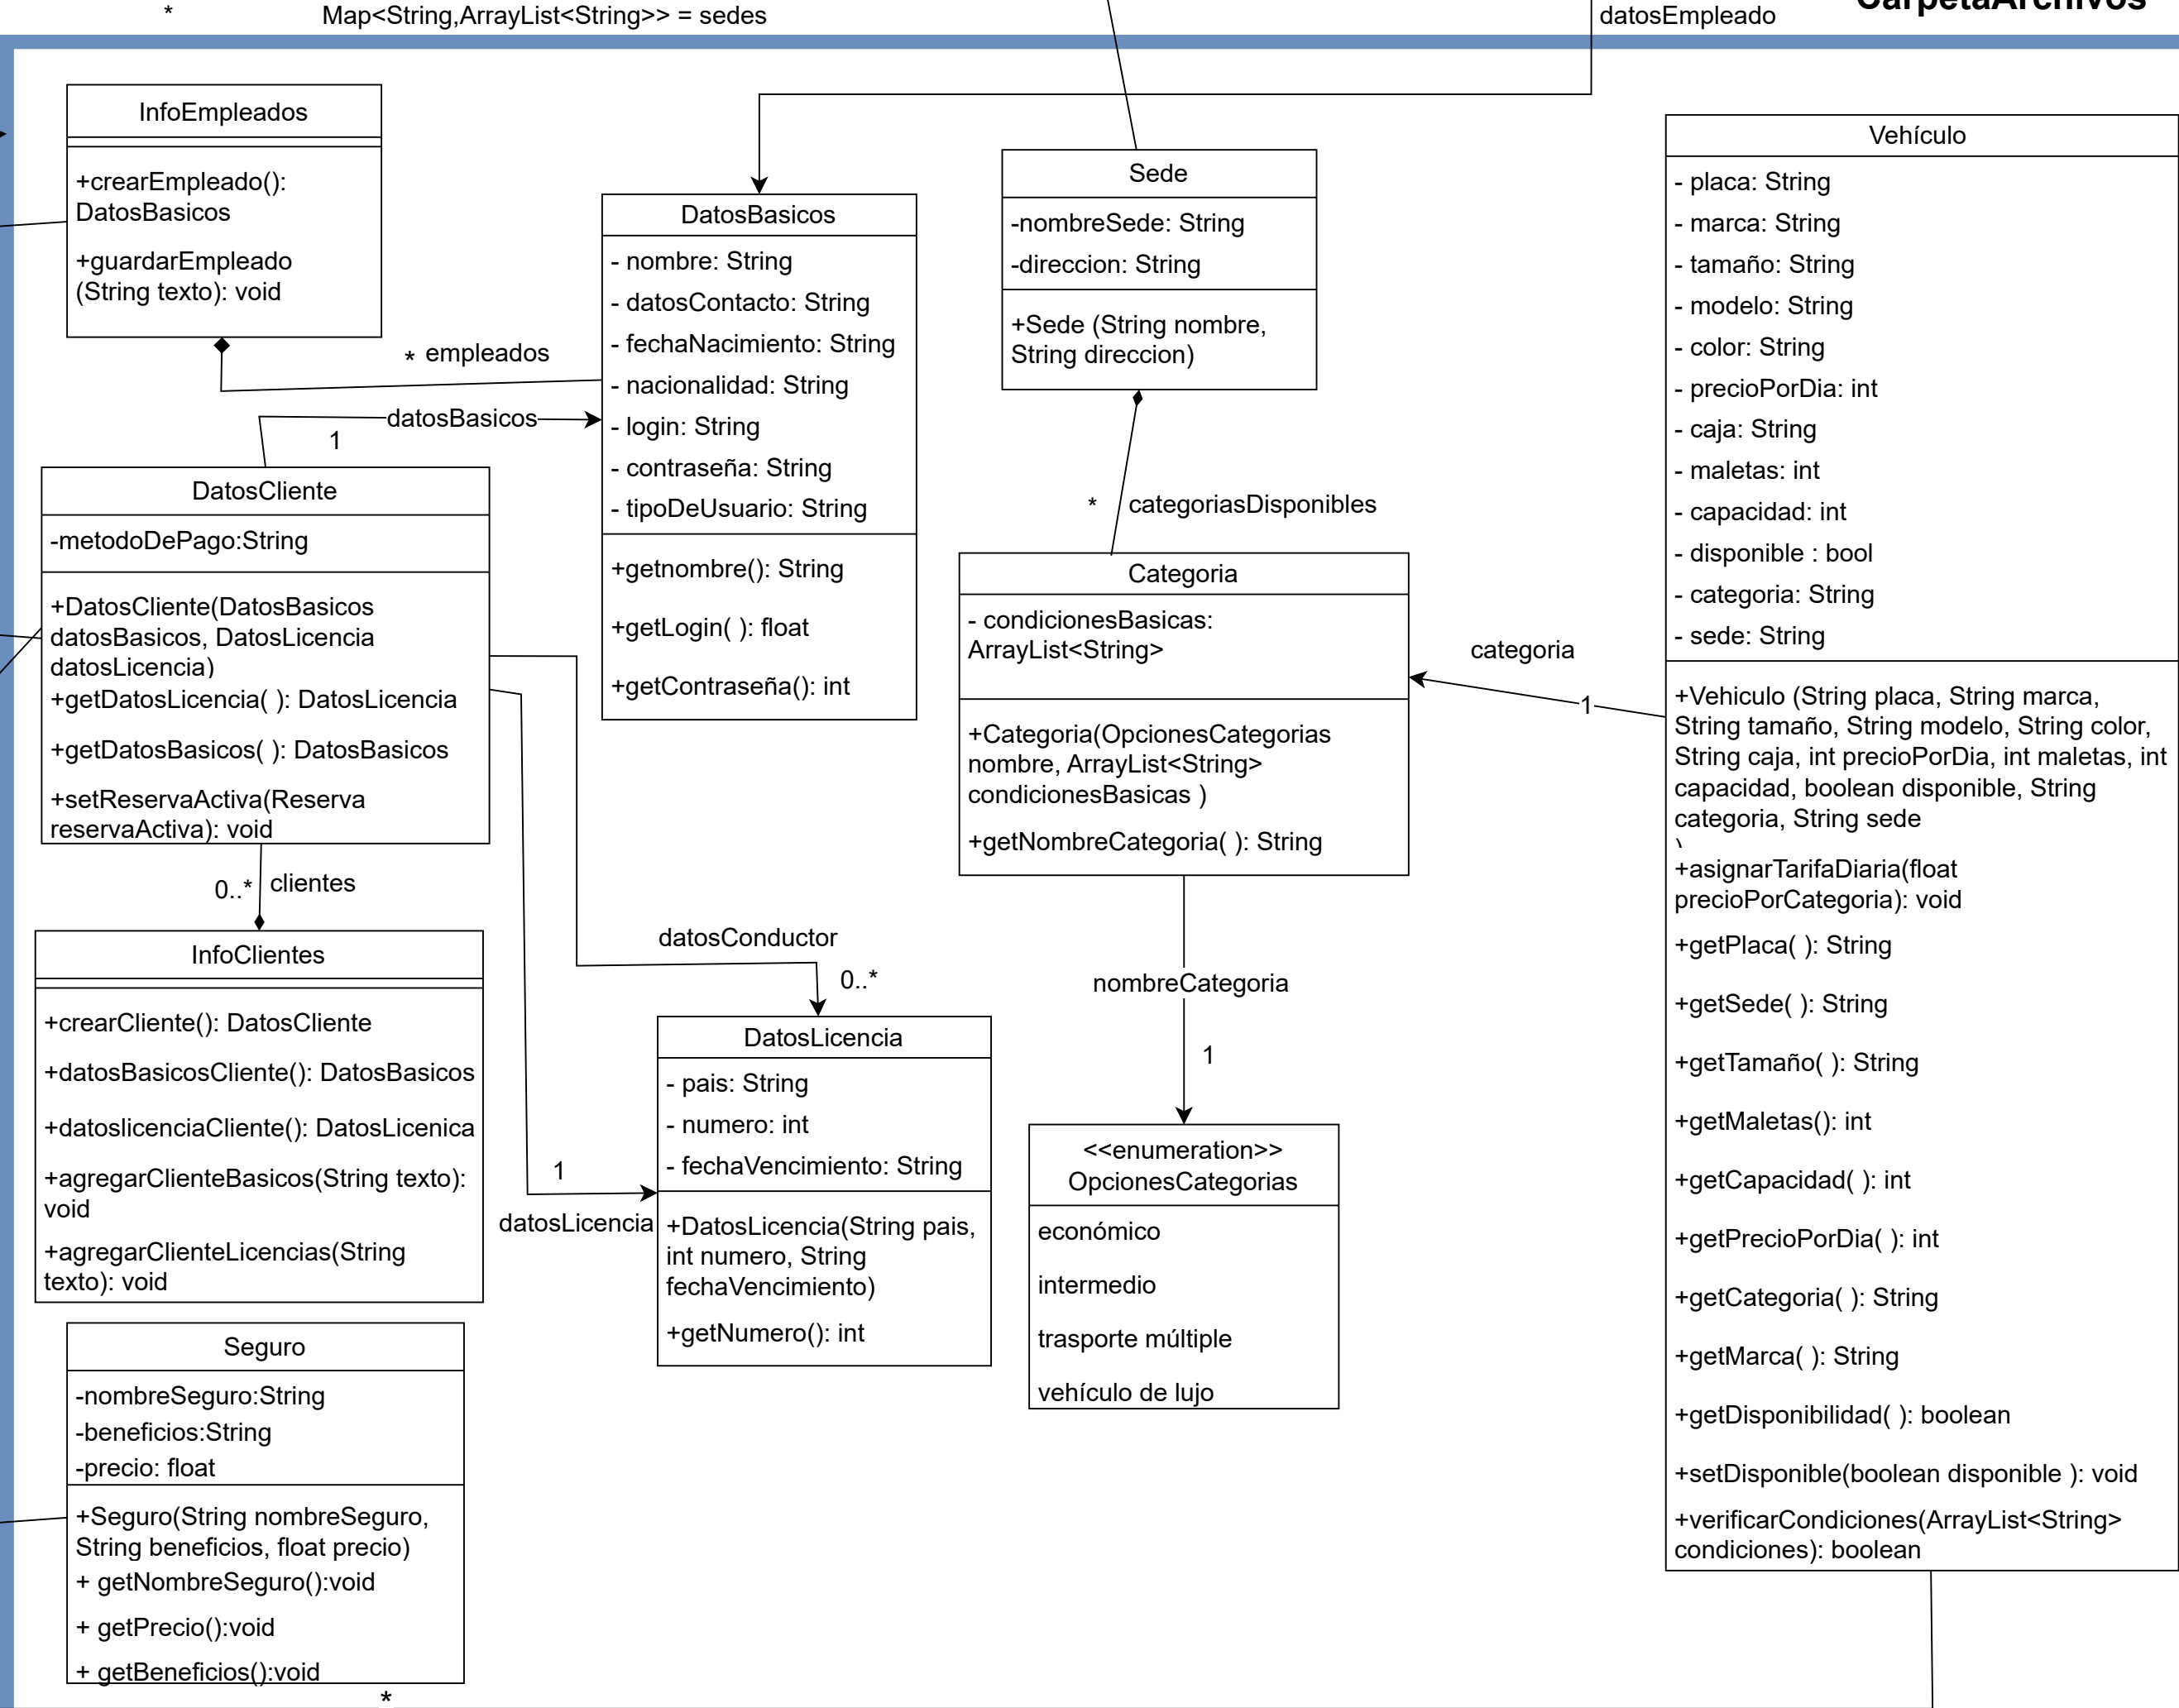 *
Map<String,ArrayList<String>> = sedes
datosEmpleado
CarpetaArchivos
InfoEmpleados
+crearEmpleado():
DatosBasicos
+guardarEmpleado
(String texto): void
* empleados
DatosBasicos
- nombre: String
- datosContacto: String
- fechaNacimiento: String
- nacionalidad: String
- login: String
- contraseña: String
- tipoDeUsuario: String
+getnombre(): String
+getLogin( ): float
+getContraseña(): int
datosBasicos
1
DatosCliente
-metodoDePago:String
+DatosCliente(DatosBasicos
datosBasicos, DatosLicencia
datosLicencia)
+getDatosLicencia( ): DatosLicencia
+getDatosBasicos( ): DatosBasicos
+setReservaActiva(Reserva
reservaActiva): void
0..* clientes
InfoClientes
+crearCliente(): DatosCliente
+datosBasicosCliente(): DatosBasicos
+datoslicenciaCliente(): DatosLicenica
+agregarClienteBasicos(String texto):
void
+agregarClienteLicencias(String
texto): void
Seguro
-nombreSeguro:String
-beneficios:String
-precio: float
+Seguro(String nombreSeguro,
String beneficios, float precio)
+ getNombreSeguro():void
+ getPrecio():void
+ getBeneficios():void
*
datosConductor
0..*
1
datosLicencia
DatosLicencia
- pais: String
- numero: int
- fechaVencimiento: String
+DatosLicencia(String pais,
int numero, String
fechaVencimiento)
+getNumero(): int
Sede
-nombreSede: String
-direccion: String
+Sede (String nombre,
String direccion)
* categoriasDisponibles
Categoria
- condicionesBasicas:
ArrayList<String>
+Categoria(OpcionesCategorias
nombre, ArrayList<String>
condicionesBasicas )
+getNombreCategoria( ): String
nombreCategoria
1
<<enumeration>>
OpcionesCategorias
económico
intermedio
trasporte múltiple
vehículo de lujo
categoria
1
Vehículo
- placa: String
- marca: String
- tamaño: String
- modelo: String
- color: String
- precioPorDia: int
- caja: String
- maletas: int
- capacidad: int
- disponible : bool
- categoria: String
- sede: String
+Vehiculo (String placa, String marca,
String tamaño, String modelo, String color,
String caja, int precioPorDia, int maletas, int
capacidad, boolean disponible, String
categoria, String sede
)
+asignarTarifaDiaria(float
precioPorCategoria): void
+getPlaca( ): String
+getSede( ): String
+getTamaño( ): String
+getMaletas(): int
+getCapacidad( ): int
+getPrecioPorDia( ): int
+getCategoria( ): String
+getMarca( ): String
+getDisponibilidad( ): boolean
+setDisponible(boolean disponible ): void
+verificarCondiciones(ArrayList<String>
condiciones): boolean